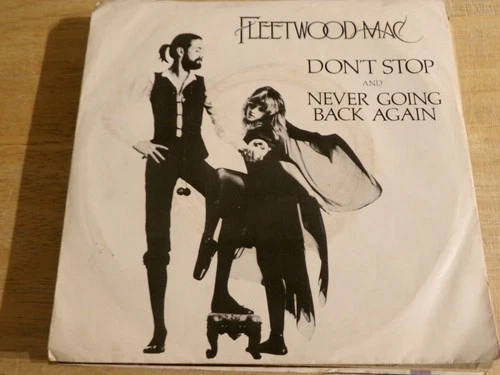 FLEETWOOD MAC
DON'T STOP
AND
NEVER GOING
BACK AGAIN